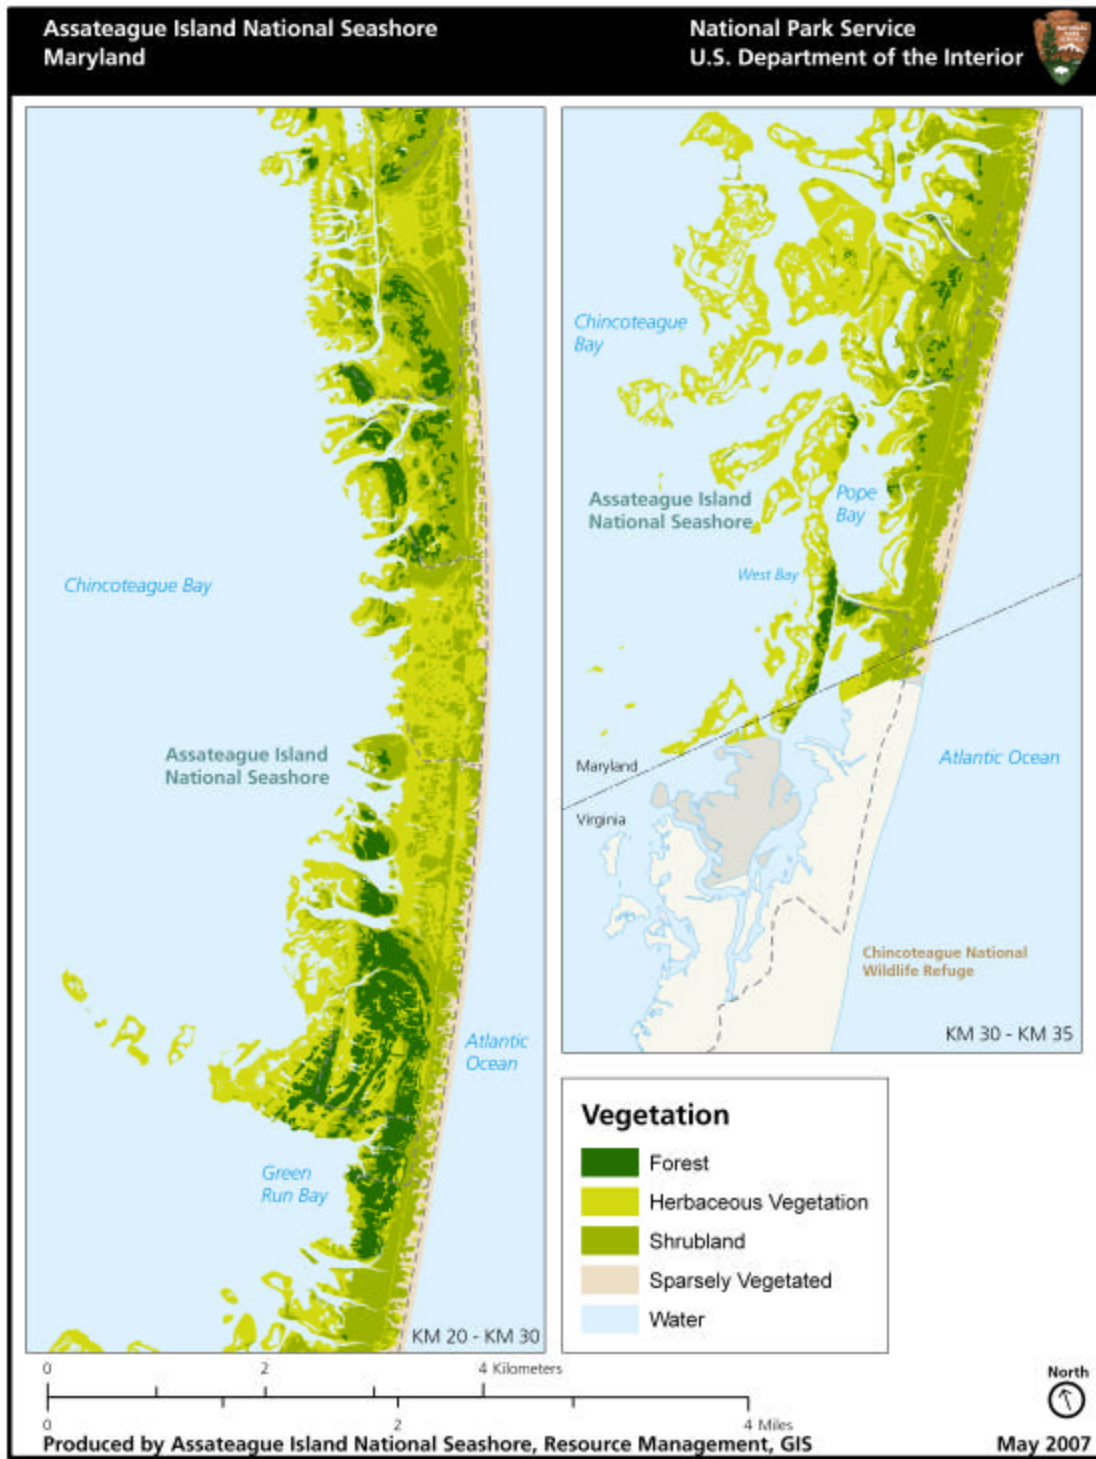 Assateague Island National Seashore
Maryland
National Park Service
U.S. Department of the Interior
NATIONAL
PARK
SERVICE
Chincoteague Bay
Assateague Island
National Seashore
Atlantic
Ocean
Green
Run Bay
KM 20 - KM 30
Chincoteague
Bay
Assateague Island
National Seashore
Pope
Bay
West Bay
Maryland
Virginia
Atlantic Ocean
Chincoteague National
Wildlife Refuge
KM 30 - KM 35
Vegetation
Forest
Herbaceous Vegetation
Shrubland
Sparsely Vegetated
Water
0 2 4 Kilometers
0 2 4 Miles
North
Produced by Assateague Island National Seashore, Resource Management, GIS
May 2007